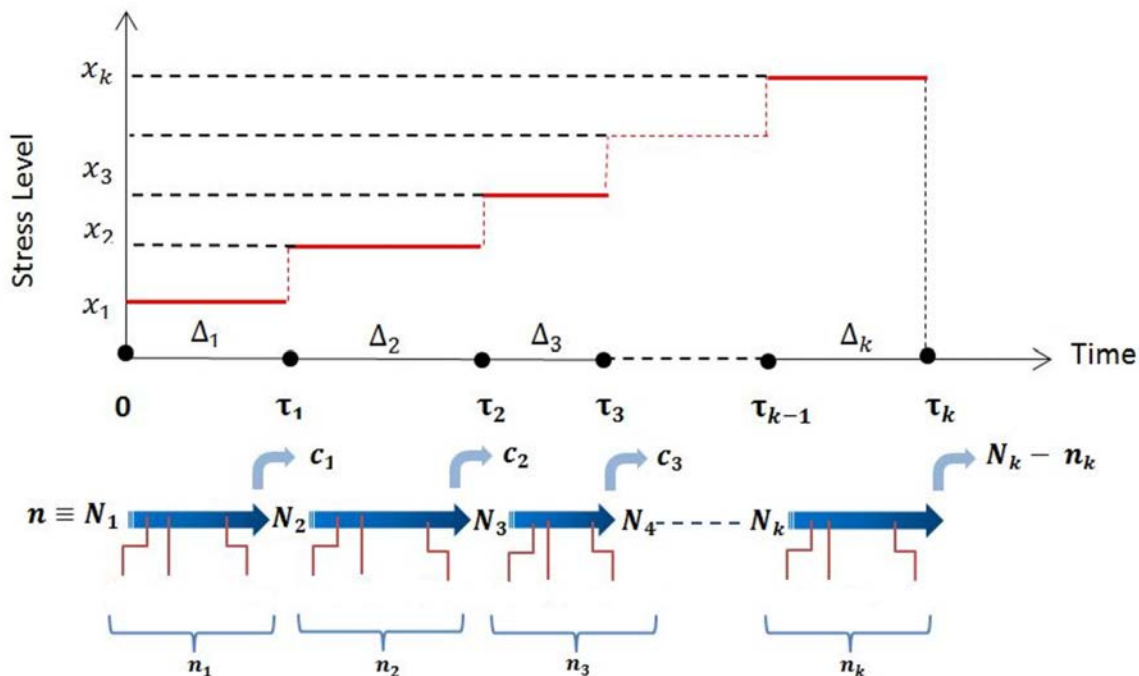 Stress Level
x_k
x_3
x_2
x_1
Δ_1 Δ_2 Δ_3 Δ_k
Time
0 τ_1 τ_2 τ_3 τ_{k-1} τ_k
c_1 c_2 c_3 N_k - n_k
n ≡ N_1 N_2 N_3 N_4 N_k
n_1 n_2 n_3 n_k